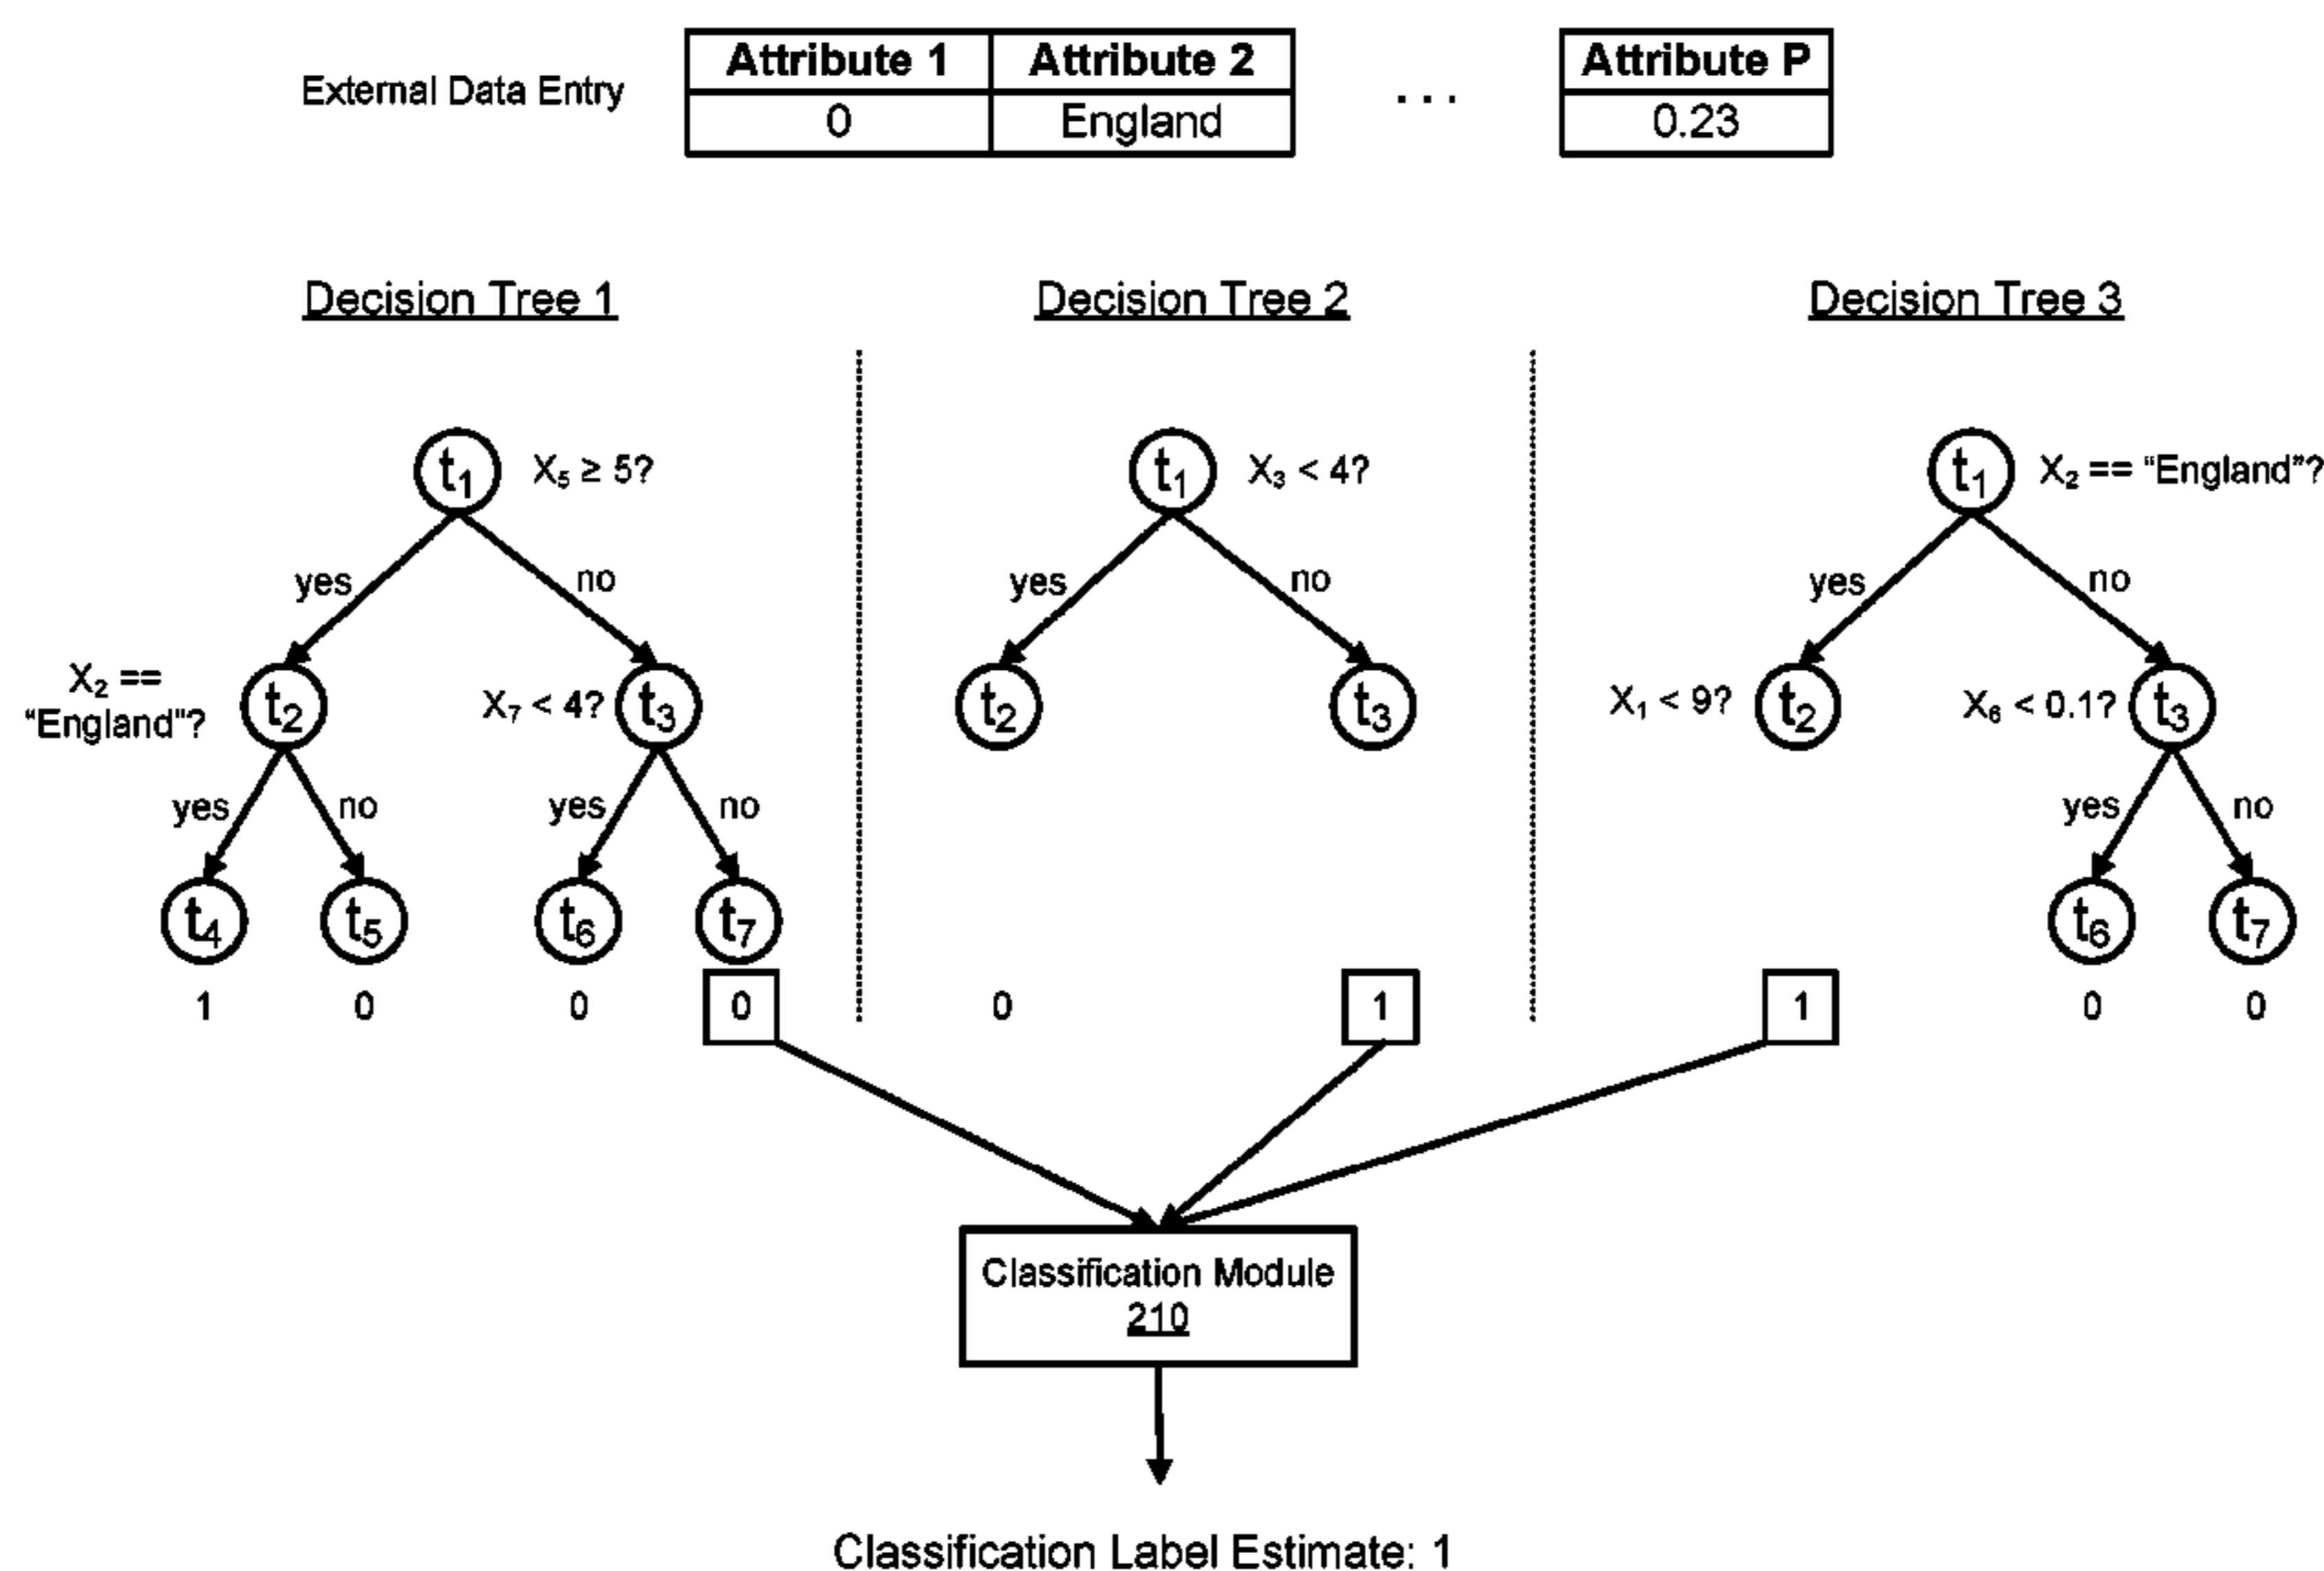 External Data Entry
Attribute 1 Attribute 2 ... Attribute P
0 England 0.23
Decision Tree 1 Decision Tree 2 Decision Tree 3
t₁ X₅ ≥ 5? t₁ X₃ < 4? t₁ X₂ == “England”?
yes no yes no yes no
X₂ ==
“England”? t₂ X₇ < 4? t₃ t₂ t₃ X₁ < 9? t₂ X₆ < 0.1? t₃
yes no yes no yes no
t₄ t₅ t₆ t₇ t₆ t₇
1 0 0 0 0 1 1 0 0
Classification Module
210
Classification Label Estimate: 1